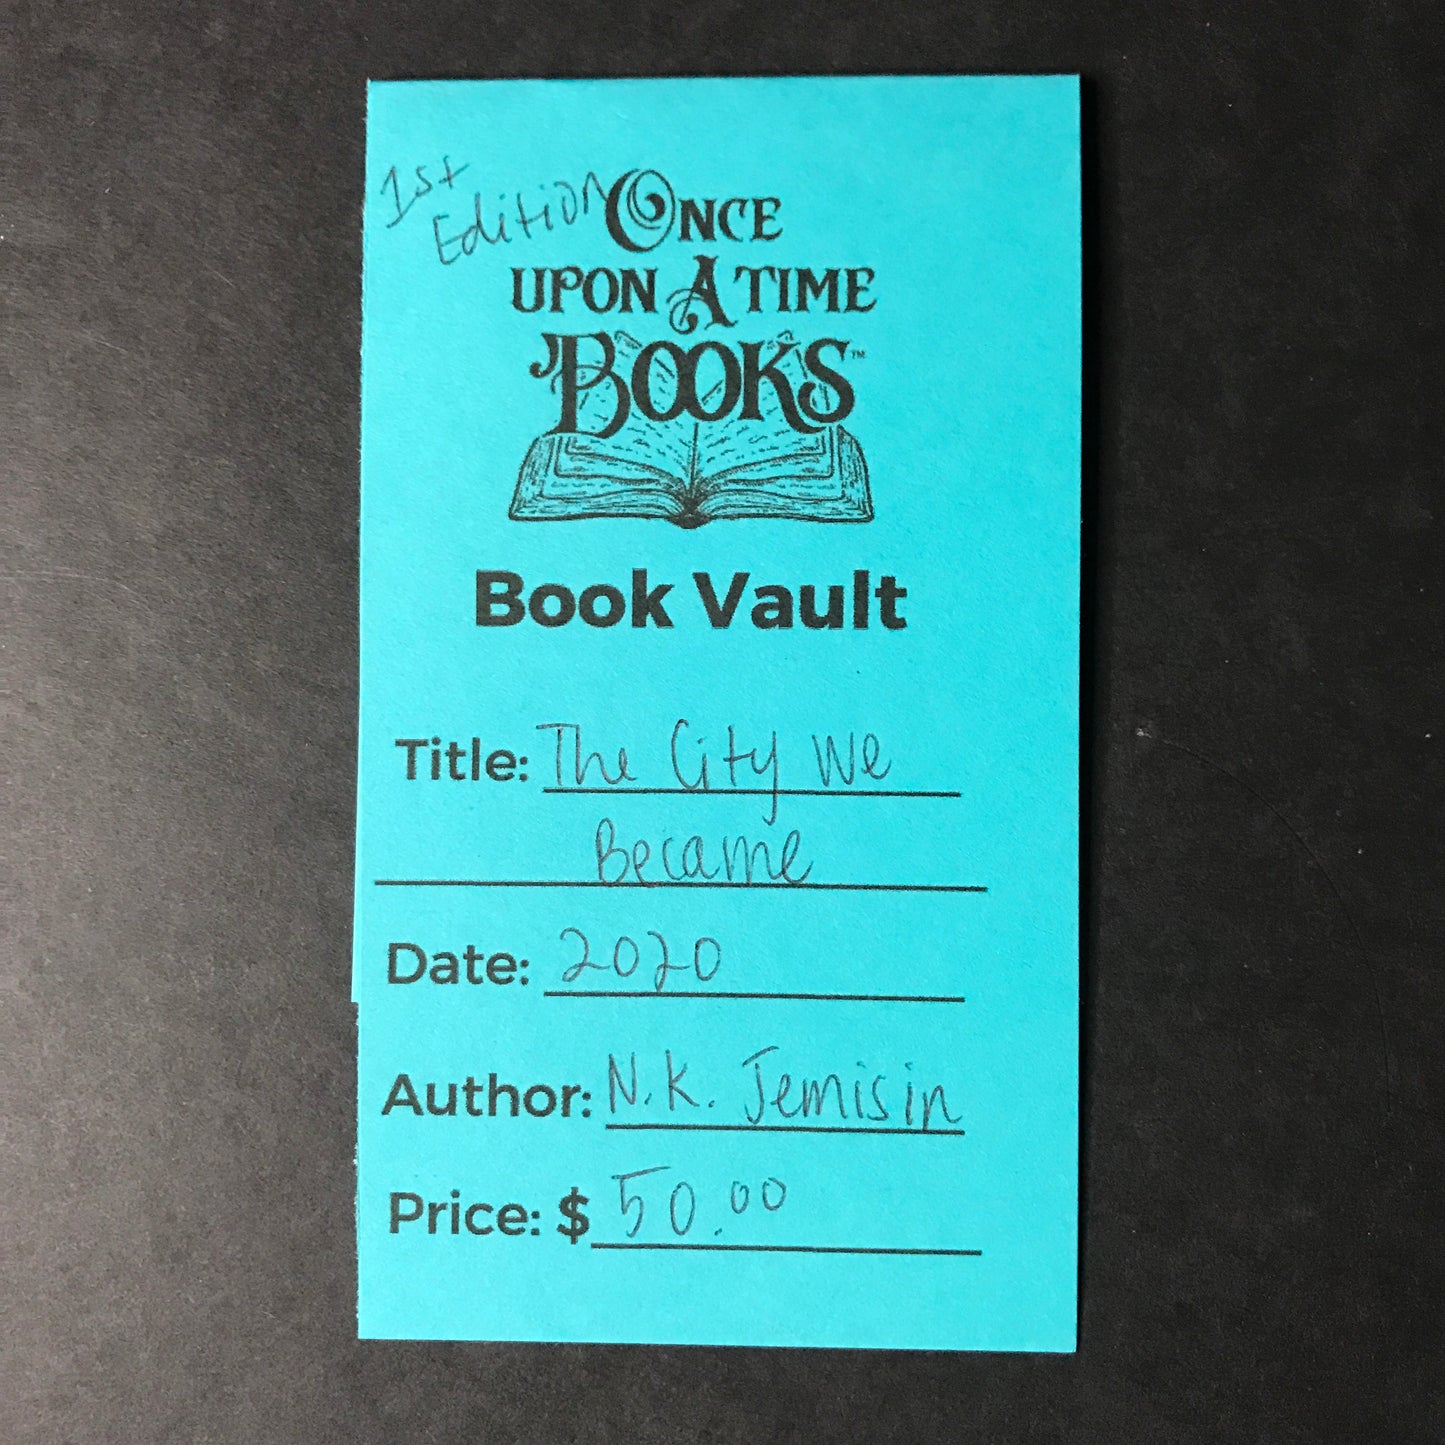 1st
Edition
ONCE
UPON A TIME
BOOKS™
Book Vault
Title: The City We
Became
Date: 2020
Author: N.K. Jemisin
Price: $ 50.00